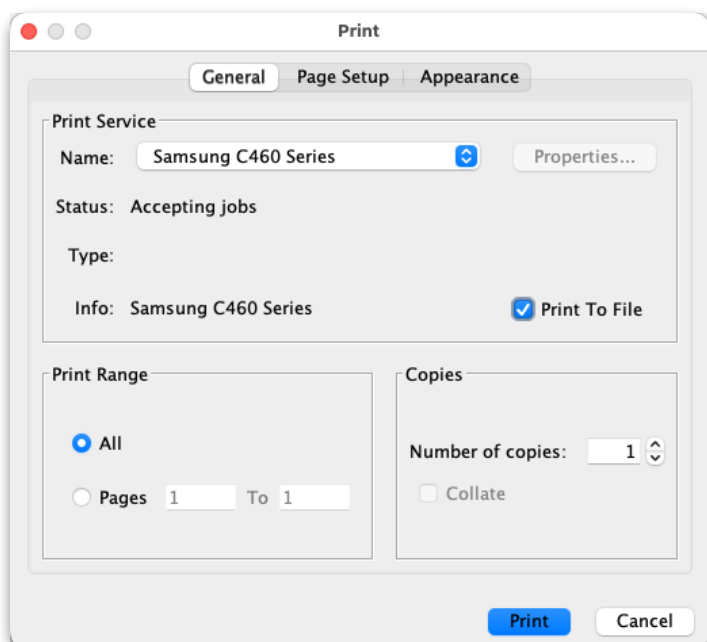 Print
General Page Setup Appearance
Print Service
Name: Samsung C460 Series Properties...
Status: Accepting jobs
Type:
Info: Samsung C460 Series Print To File
Print Range
All
Pages 1 To 1
Copies
Number of copies: 1
Collate
Print Cancel